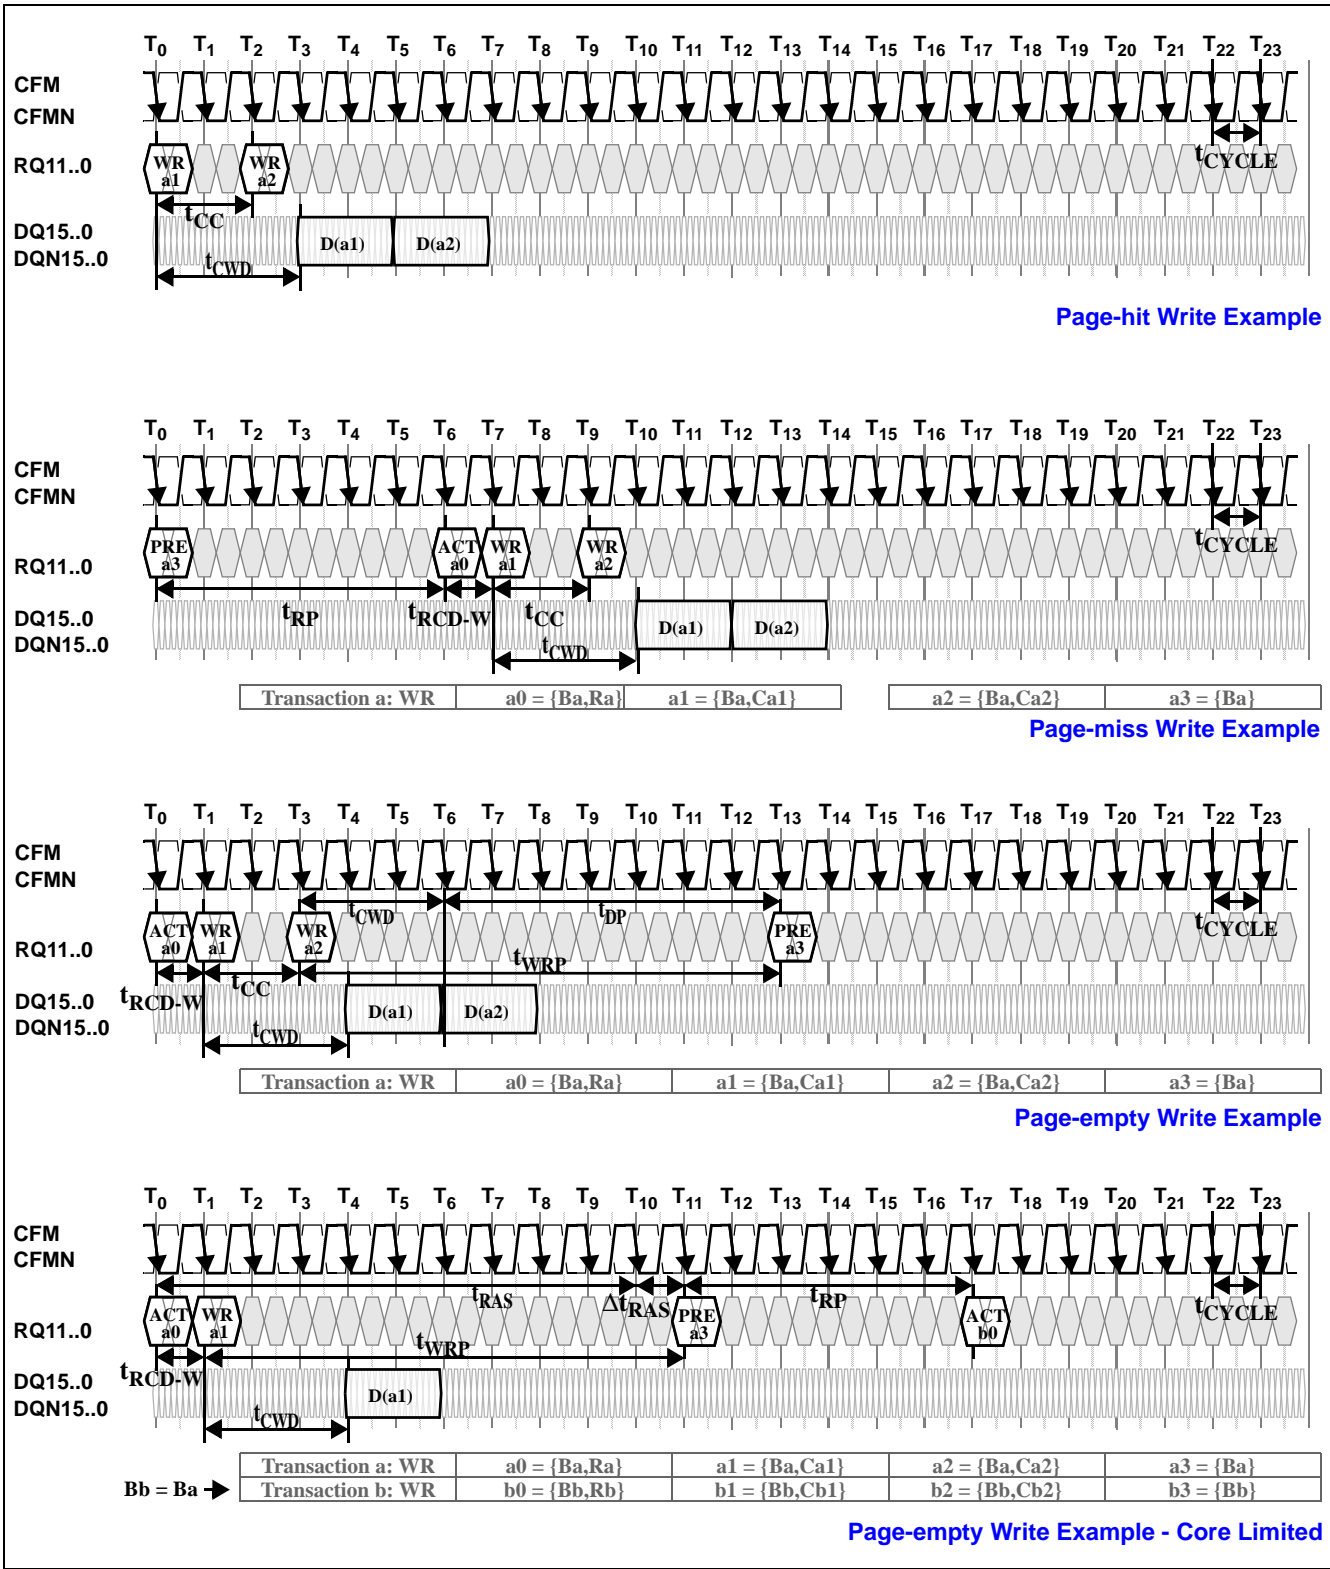 T0 T1 T2 T3 T4 T5 T6 T7 T8 T9 T10 T11 T12 T13 T14 T15 T16 T17 T18 T19 T20 T21 T22 T23
CFM
CFMN
RQ11..0
WR a1
WR a2
tCYCLE
tCC
DQ15..0
DQN15..0
D(a1)
D(a2)
tCWD
Page-hit Write Example
T0 T1 T2 T3 T4 T5 T6 T7 T8 T9 T10 T11 T12 T13 T14 T15 T16 T17 T18 T19 T20 T21 T22 T23
CFM
CFMN
RQ11..0
PRE a3
ACT a0
WR a1
WR a2
tCYCLE
tRP
tRCD-W
tCC
DQ15..0
DQN15..0
D(a1)
D(a2)
tCWD
Transaction a: WR a0 = {Ba,Ra} a1 = {Ba,Ca1} a2 = {Ba,Ca2} a3 = {Ba}
Page-miss Write Example
T0 T1 T2 T3 T4 T5 T6 T7 T8 T9 T10 T11 T12 T13 T14 T15 T16 T17 T18 T19 T20 T21 T22 T23
CFM
CFMN
tCWD
tDP
RQ11..0
ACT a0
WR a1
WR a2
PRE a3
tCYCLE
tWRP
tRCD-W
tCC
DQ15..0
DQN15..0
D(a1)
D(a2)
tCWD
Transaction a: WR a0 = {Ba,Ra} a1 = {Ba,Ca1} a2 = {Ba,Ca2} a3 = {Ba}
Page-empty Write Example
T0 T1 T2 T3 T4 T5 T6 T7 T8 T9 T10 T11 T12 T13 T14 T15 T16 T17 T18 T19 T20 T21 T22 T23
CFM
CFMN
tRAS
ΔtRAS
tRP
RQ11..0
ACT a0
WR a1
PRE a3
ACT b0
tCYCLE
tWRP
tRCD-W
DQ15..0
DQN15..0
D(a1)
tCWD
Transaction a: WR a0 = {Ba,Ra} a1 = {Ba,Ca1} a2 = {Ba,Ca2} a3 = {Ba}
Bb = Ba Transaction b: WR b0 = {Bb,Rb} b1 = {Bb,Cb1} b2 = {Bb,Cb2} b3 = {Bb}
Page-empty Write Example - Core Limited